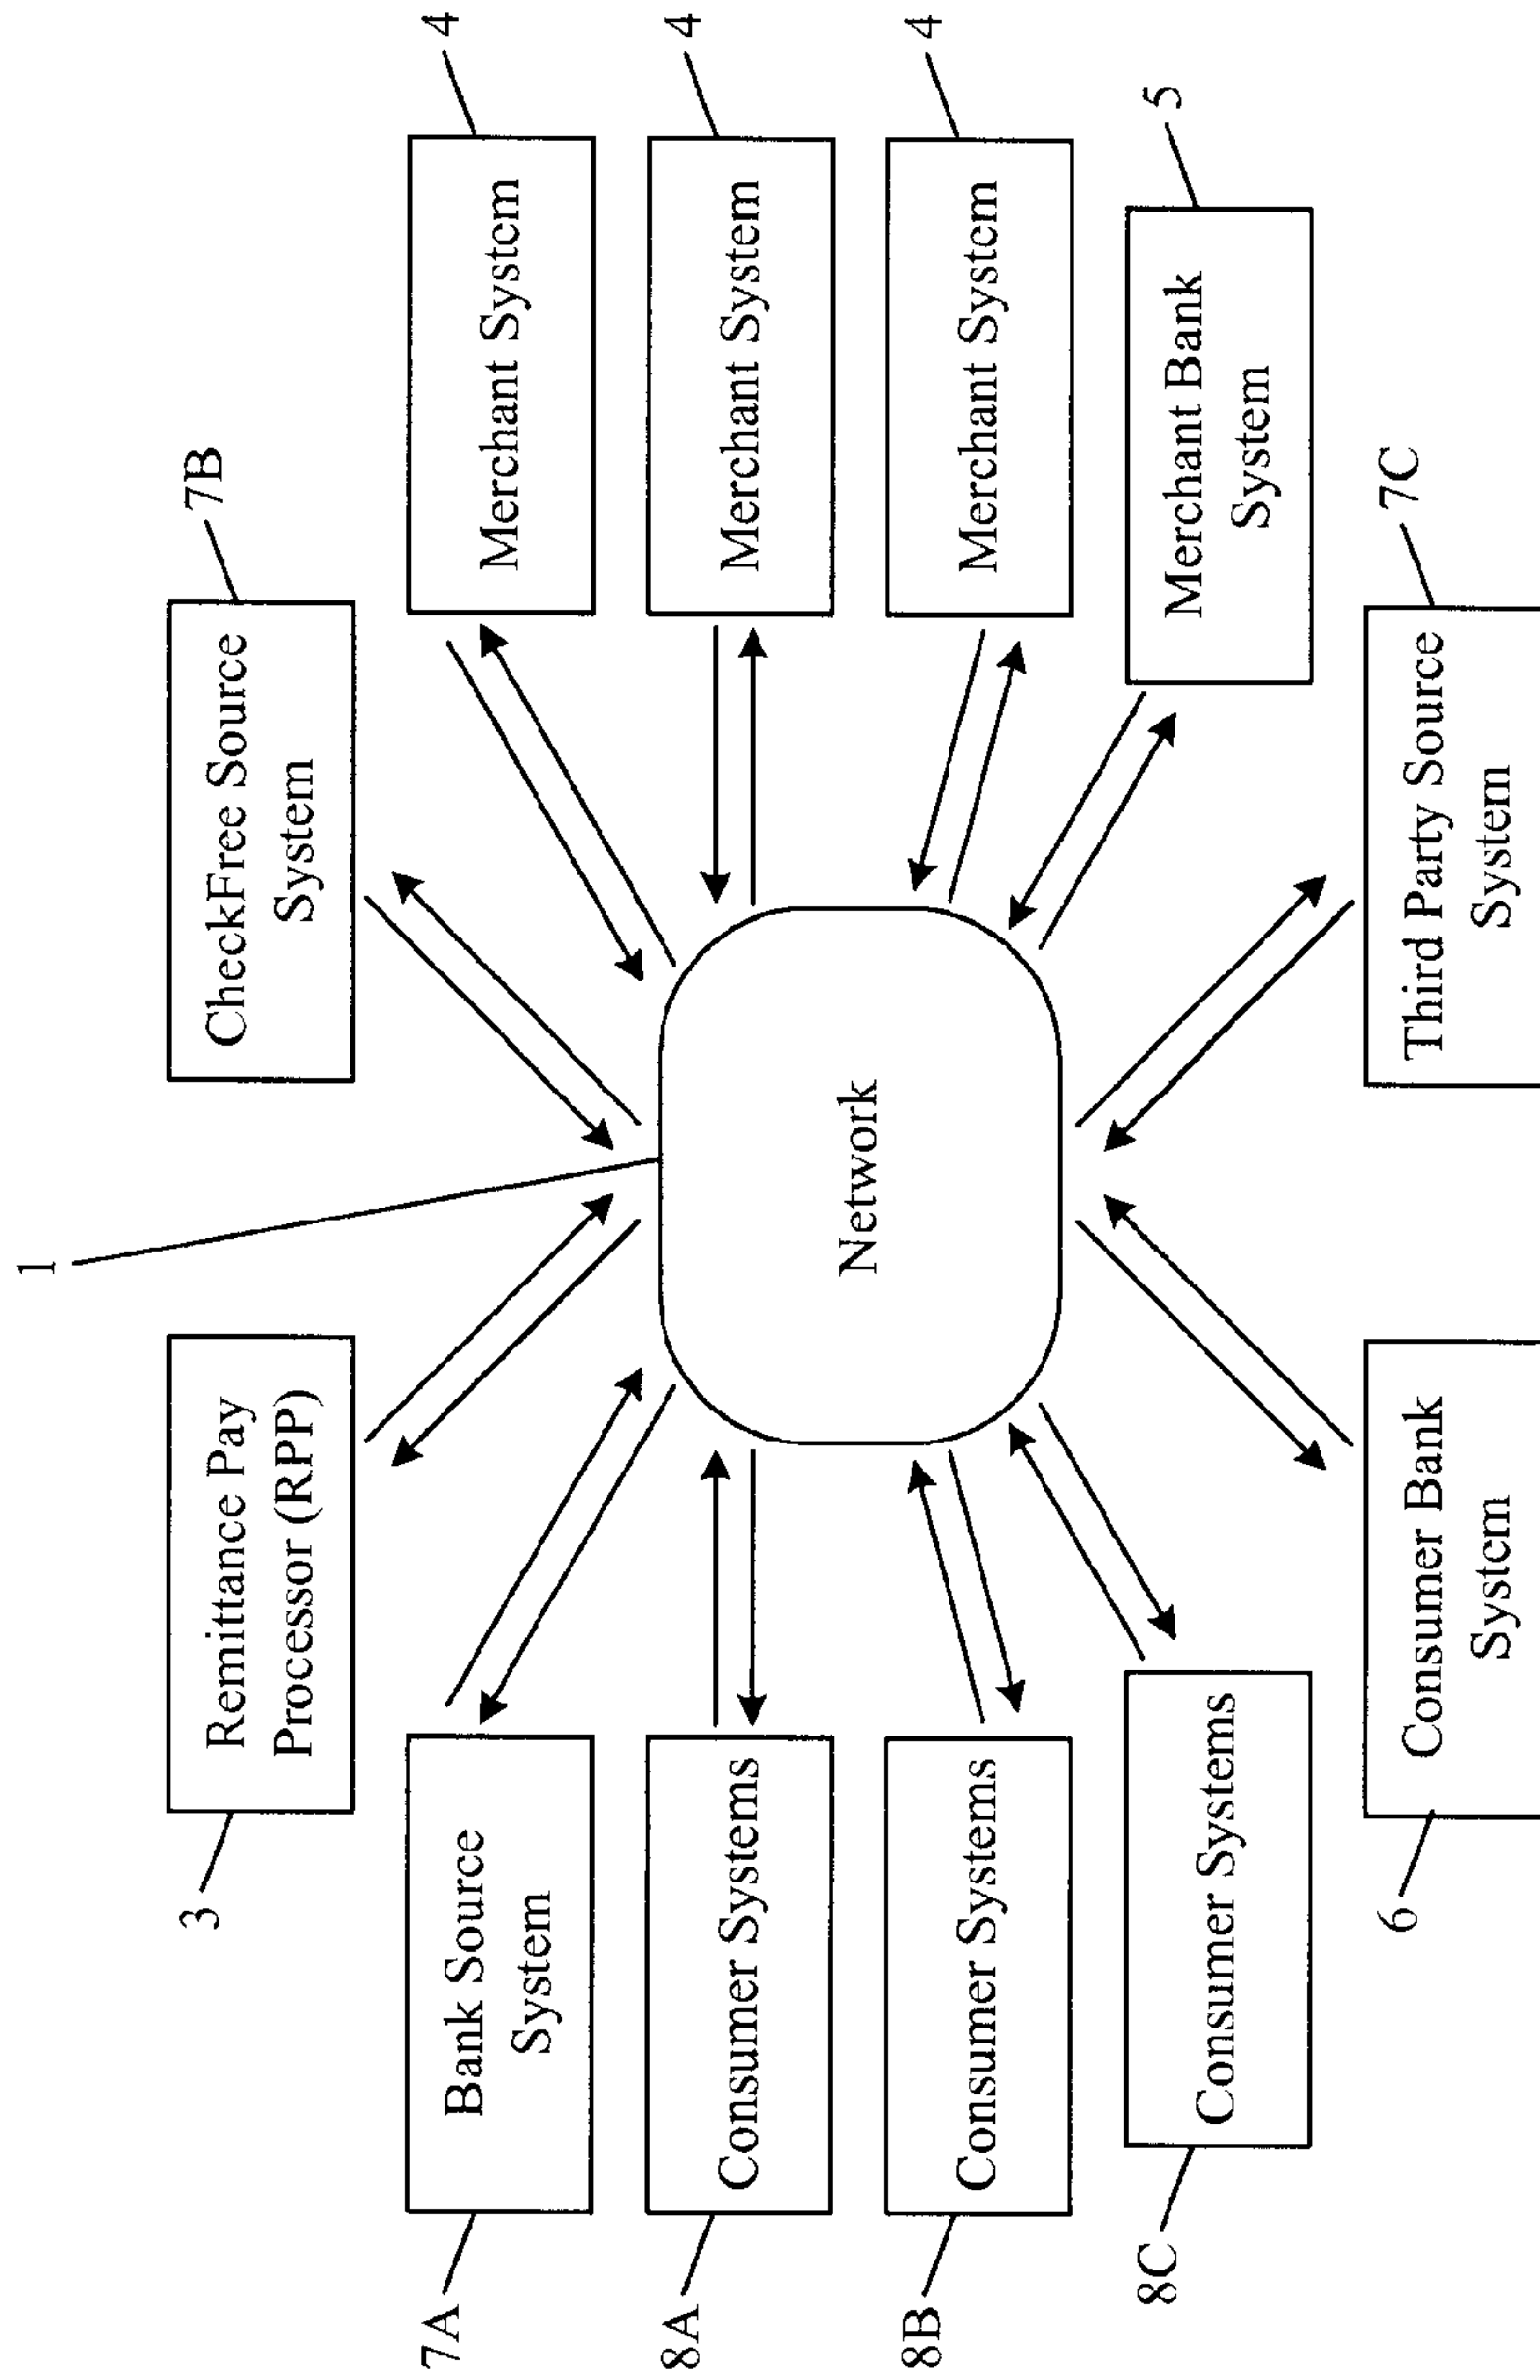 1
3
Remittance Pay
Processor (RPP)
CheckFree Source
System
7B
7A
Bank Source
System
Merchant System
4
8A
Consumer Systems
Merchant System
4
Network
8B
Consumer Systems
Merchant System
4
8C
Consumer Systems
Merchant Bank
System
5
6
Consumer Bank
System
Third Party Source
System
7C